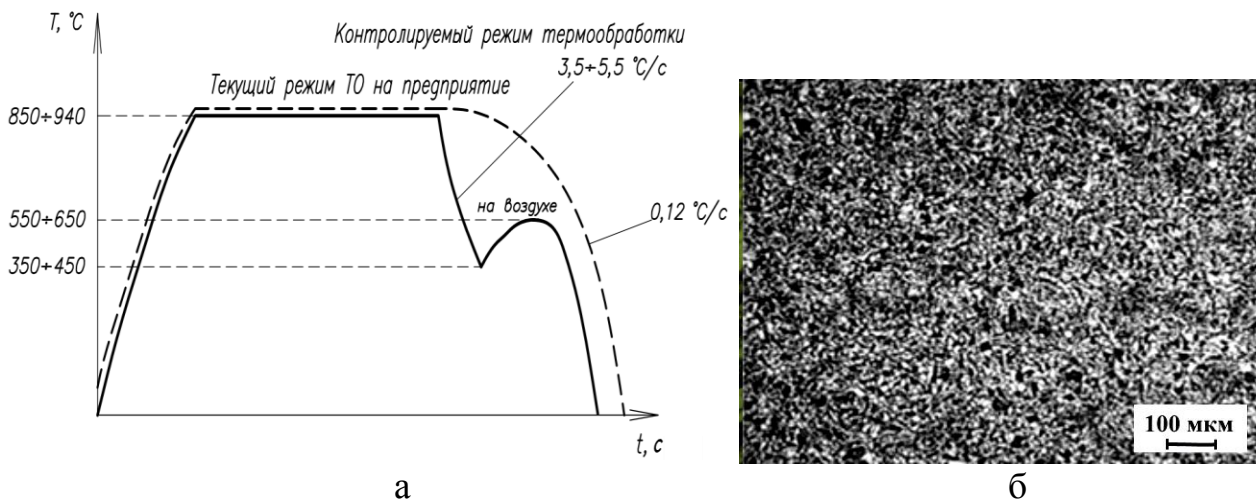 T, °C
Контролируемый режим термообработки
3,5÷5,5 °C/с
Текущий режим ТО на предприятие
850÷940
на воздухе
550÷650
0,12 °C/с
350÷450
t, с
100 мкм
а
б